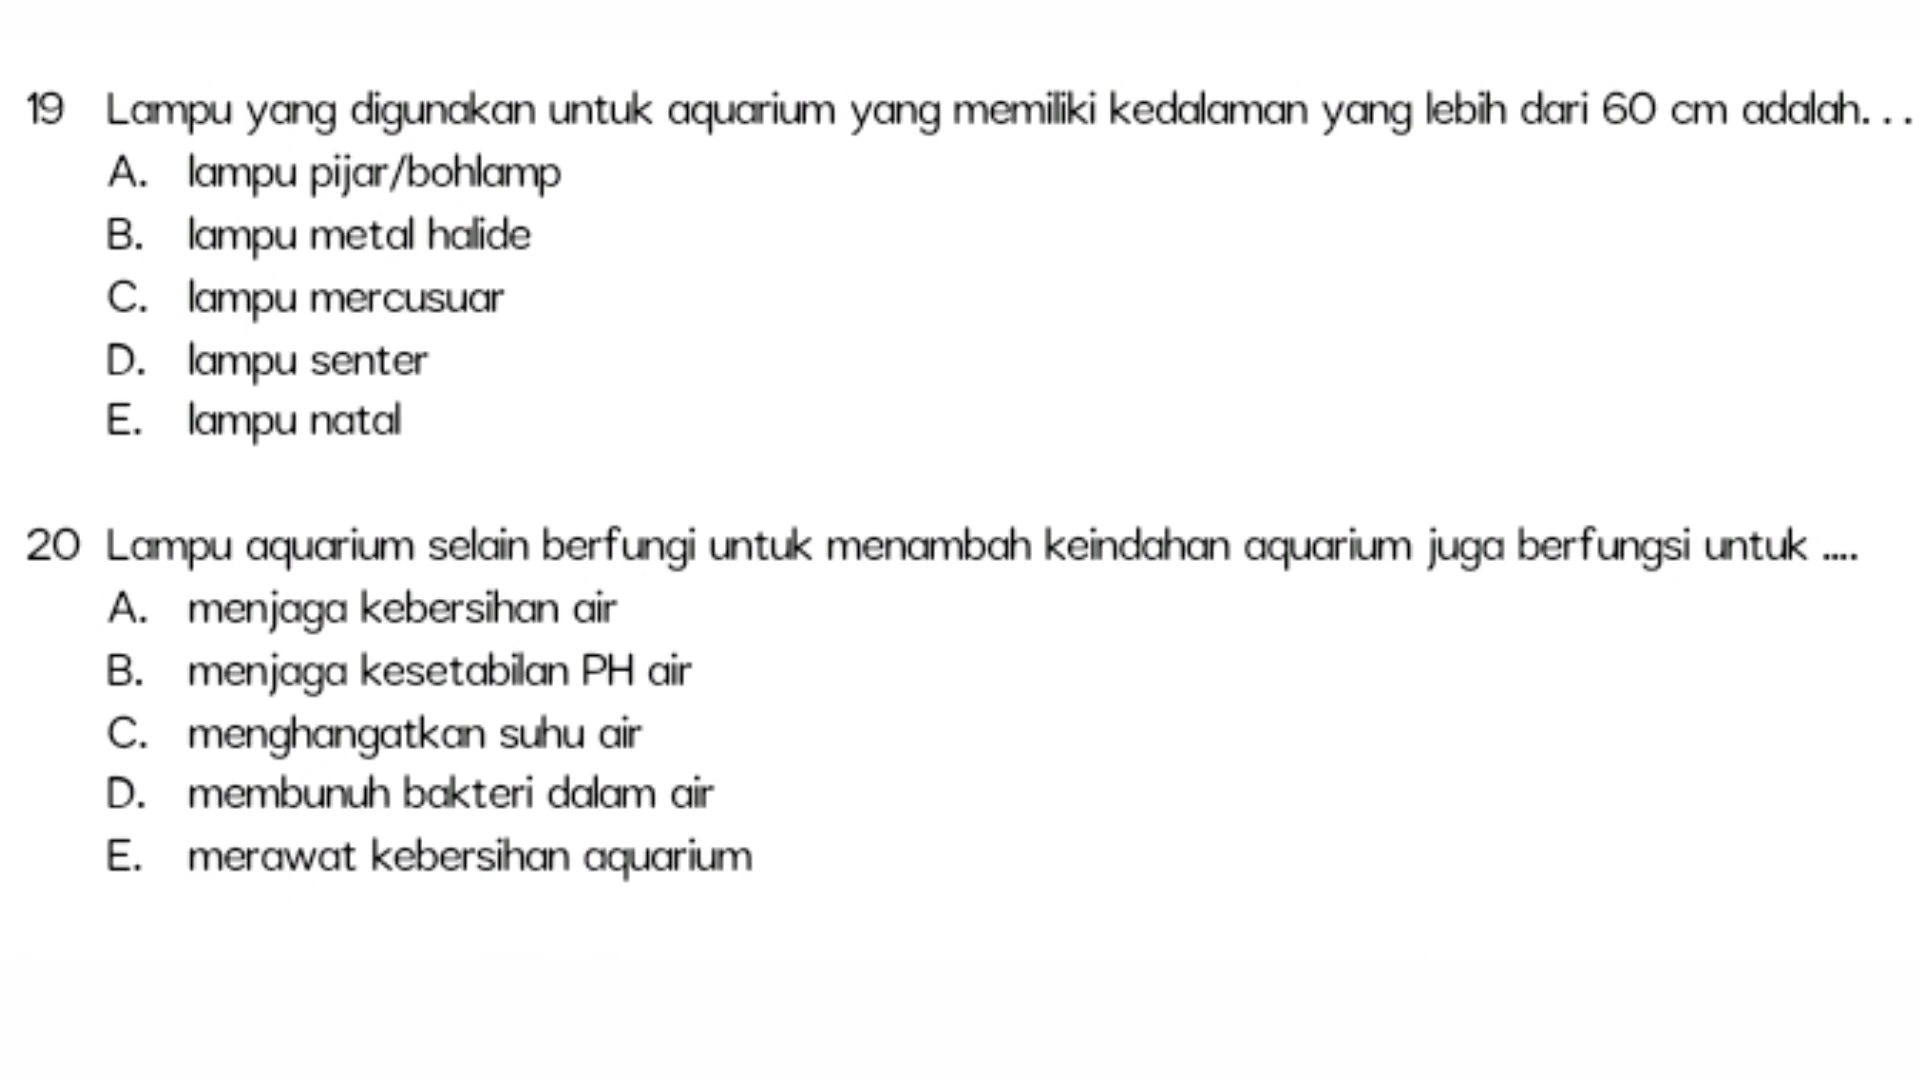 19 Lampu yang digunakan untuk aquarium yang memiliki kedalaman yang lebih dari 60 cm adalah. . .
A. lampu pijar/bohlamp
B. lampu metal halide
C. lampu mercusuar
D. lampu senter
E. lampu natal
20 Lampu aquarium selain berfungi untuk menambah keindahan aquarium juga berfungsi untuk ....
A. menjaga kebersihan air
B. menjaga kesetabilan PH air
C. menghangatkan suhu air
D. membunuh bakteri dalam air
E. merawat kebersihan aquarium